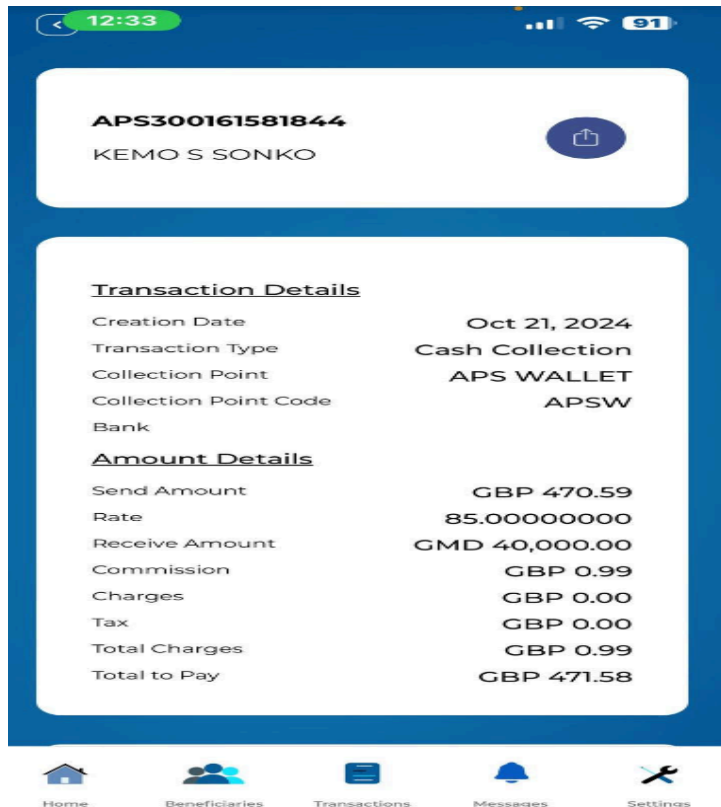 12:33
91
APS300161581844
KEMO S SONKO
Transaction Details
Creation Date Oct 21, 2024
Transaction Type Cash Collection
Collection Point APS WALLET
Collection Point Code APSW
Bank
Amount Details
Send Amount GBP 470.59
Rate 85.00000000
Receive Amount GMD 40,000.00
Commission GBP 0.99
Charges GBP 0.00
Tax GBP 0.00
Total Charges GBP 0.99
Total to Pay GBP 471.58
Home Beneficiaries Transactions Messages Settings